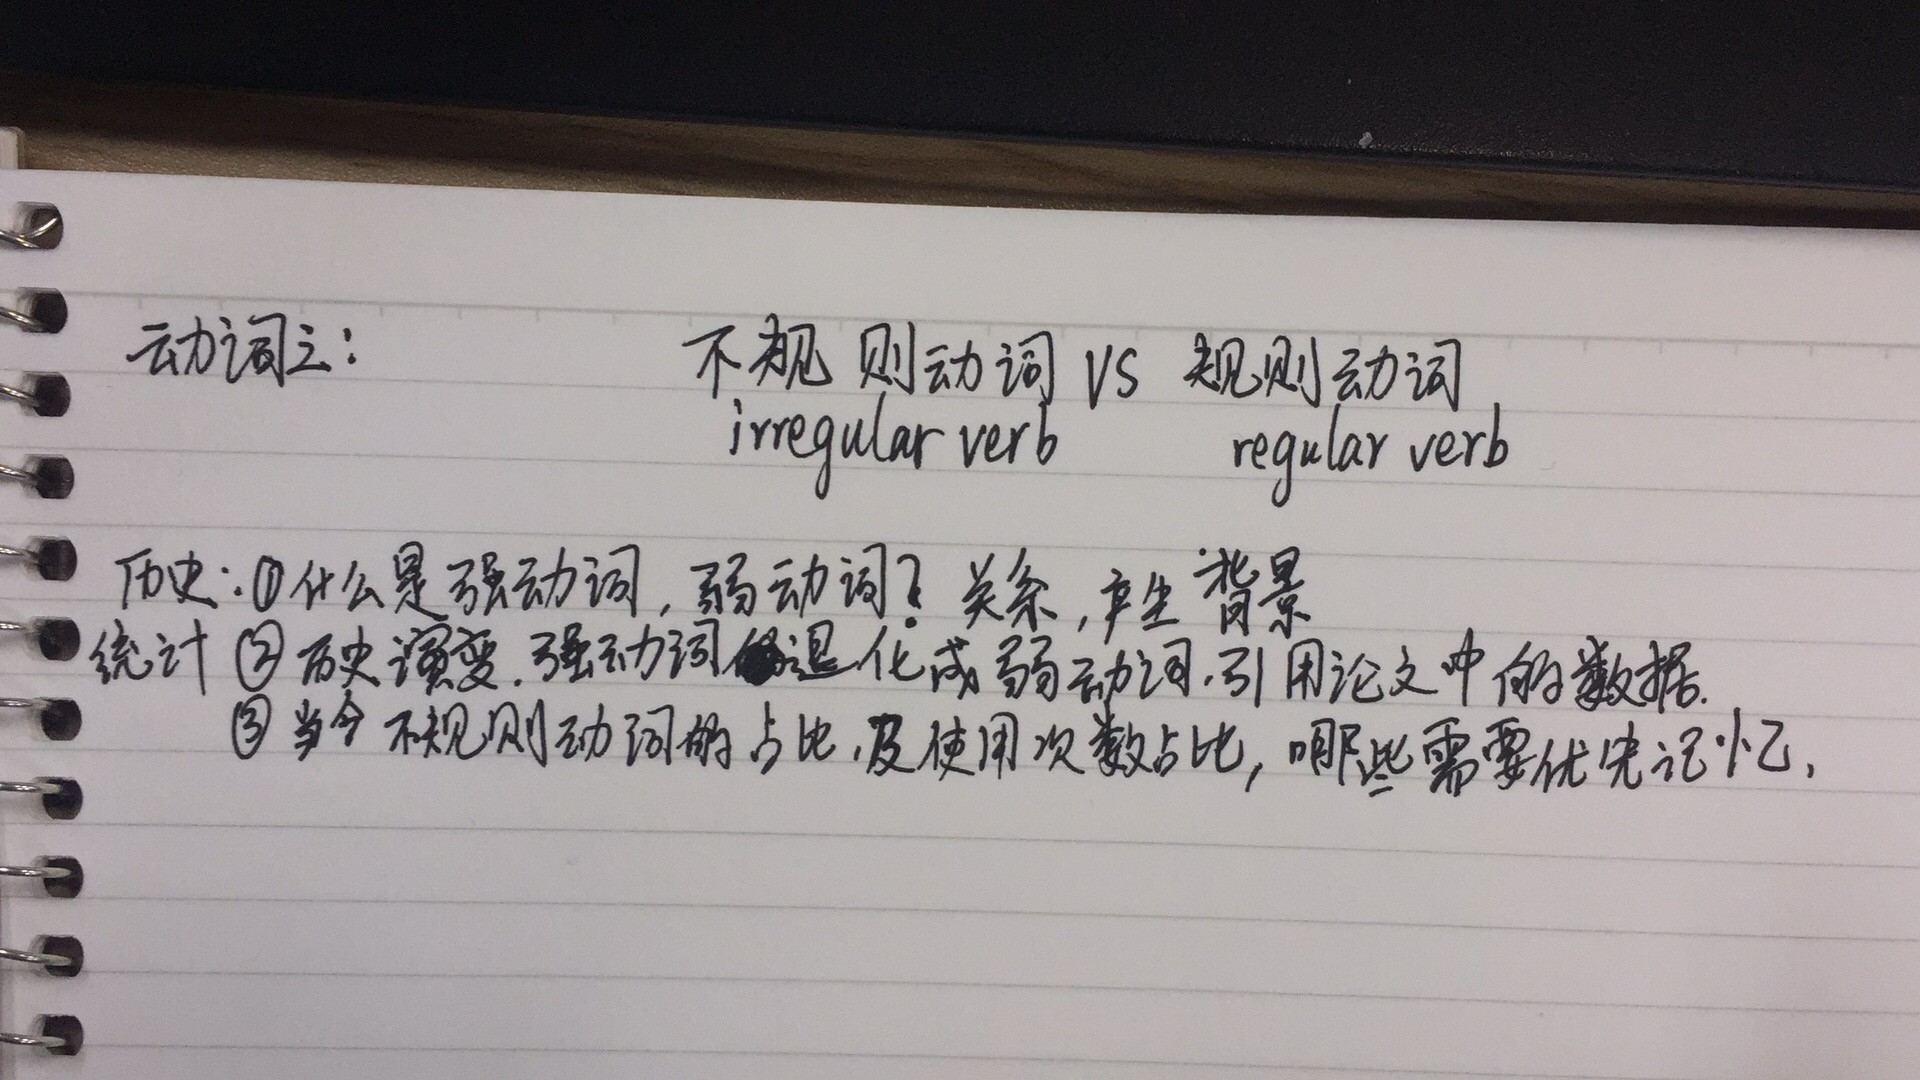 动词之: 不规则动词 VS 规则动词
irregular verb regular verb
历史:①什么是强动词,弱动词?关系,产生背景
统计 ②历史演变.强动词退化成弱动词.引用论文中的数据.
③当今不规则动词的占比.及使用次数占比,哪些需要优先记忆.